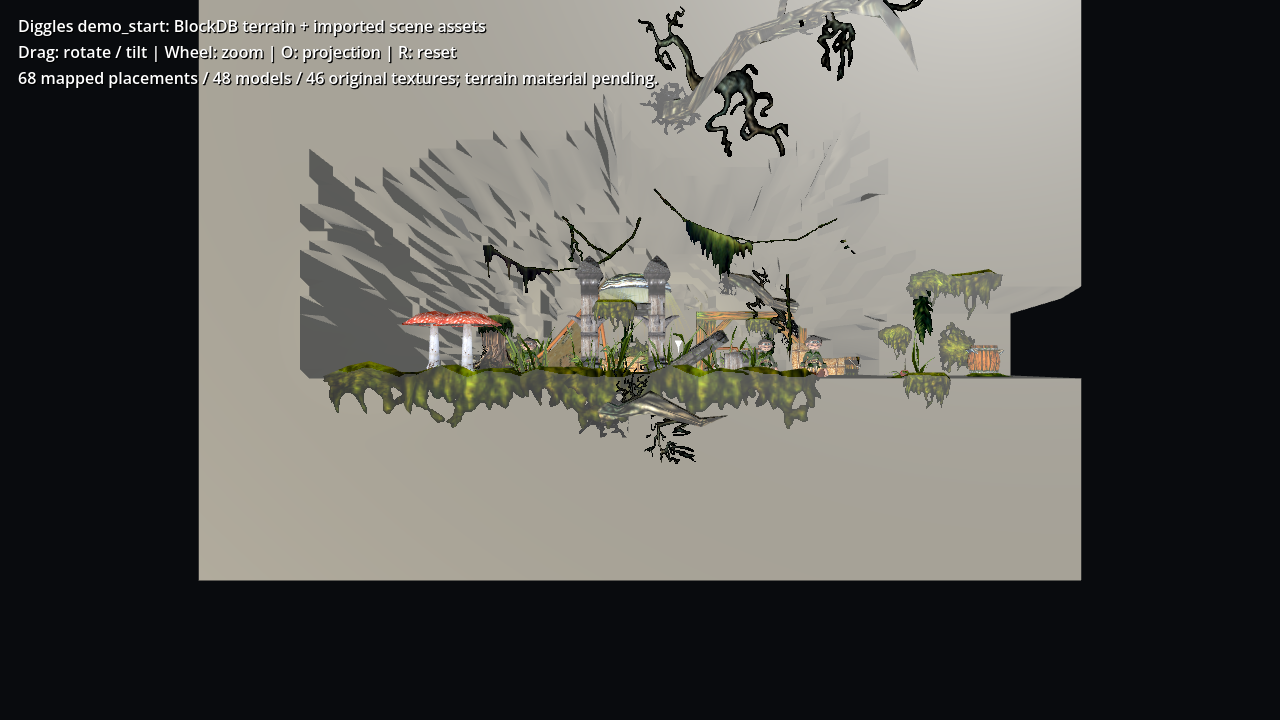 Diggles demo_start: BlockDB terrain + imported scene assets
Drag: rotate / tilt | Wheel: zoom | O: projection | R: reset
68 mapped placements / 48 models / 46 original textures; terrain material pending.